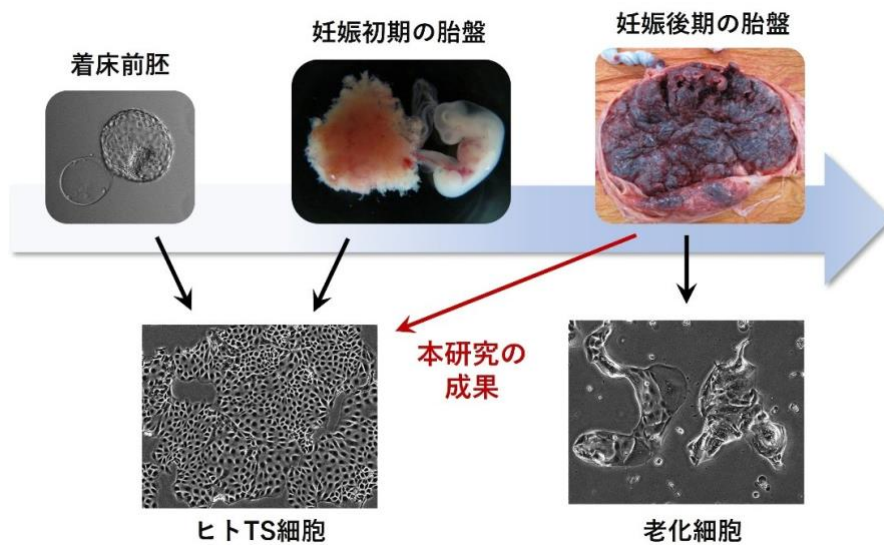 着床前胚
妊娠初期の胎盤
妊娠後期の胎盤
本研究の
成果
ヒトTS細胞
老化細胞